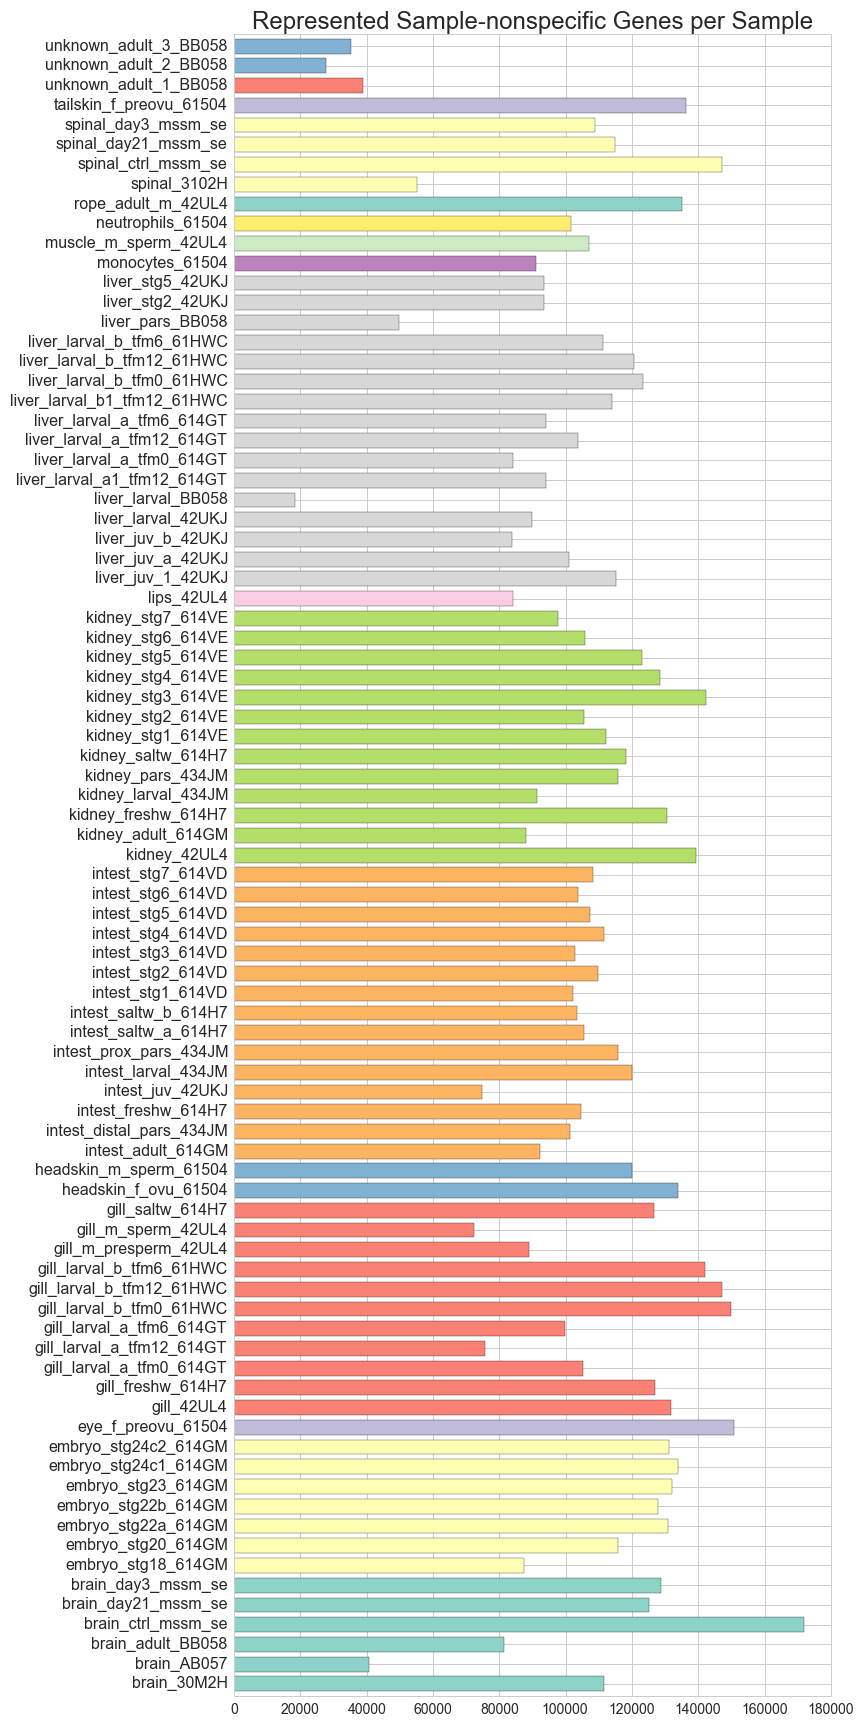 Represented Sample-nonspecific Genes per Sample
unknown_adult_3_BB058
unknown_adult_2_BB058
unknown_adult_1_BB058
tailskin_f_preovu_61504
spinal_day3_mssm_se
spinal_day21_mssm_se
spinal_ctrl_mssm_se
spinal_3102H
rope_adult_m_42UL4
neutrophils_61504
muscle_m_sperm_42UL4
monocytes_61504
liver_stg5_42UKJ
liver_stg2_42UKJ
liver_pars_BB058
liver_larval_b_tfm6_61HWC
liver_larval_b_tfm12_61HWC
liver_larval_b_tfm0_61HWC
liver_larval_b1_tfm12_61HWC
liver_larval_a_tfm6_614GT
liver_larval_a_tfm12_614GT
liver_larval_a_tfm0_614GT
liver_larval_a1_tfm12_614GT
liver_larval_BB058
liver_larval_42UKJ
liver_juv_b_42UKJ
liver_juv_a_42UKJ
liver_juv_1_42UKJ
lips_42UL4
kidney_stg7_614VE
kidney_stg6_614VE
kidney_stg5_614VE
kidney_stg4_614VE
kidney_stg3_614VE
kidney_stg2_614VE
kidney_stg1_614VE
kidney_saltw_614H7
kidney_pars_434JM
kidney_larval_434JM
kidney_freshw_614H7
kidney_adult_614GM
kidney_42UL4
intest_stg7_614VD
intest_stg6_614VD
intest_stg5_614VD
intest_stg4_614VD
intest_stg3_614VD
intest_stg2_614VD
intest_stg1_614VD
intest_saltw_b_614H7
intest_saltw_a_614H7
intest_prox_pars_434JM
intest_larval_434JM
intest_juv_42UKJ
intest_freshw_614H7
intest_distal_pars_434JM
intest_adult_614GM
headskin_m_sperm_61504
headskin_f_ovu_61504
gill_saltw_614H7
gill_m_sperm_42UL4
gill_m_presperm_42UL4
gill_larval_b_tfm6_61HWC
gill_larval_b_tfm12_61HWC
gill_larval_b_tfm0_61HWC
gill_larval_a_tfm6_614GT
gill_larval_a_tfm12_614GT
gill_larval_a_tfm0_614GT
gill_freshw_614H7
gill_42UL4
eye_f_preovu_61504
embryo_stg24c2_614GM
embryo_stg24c1_614GM
embryo_stg23_614GM
embryo_stg22b_614GM
embryo_stg22a_614GM
embryo_stg20_614GM
embryo_stg18_614GM
brain_day3_mssm_se
brain_day21_mssm_se
brain_ctrl_mssm_se
brain_adult_BB058
brain_AB057
brain_30M2H
0 20000 40000 60000 80000 100000 120000 140000 160000 180000